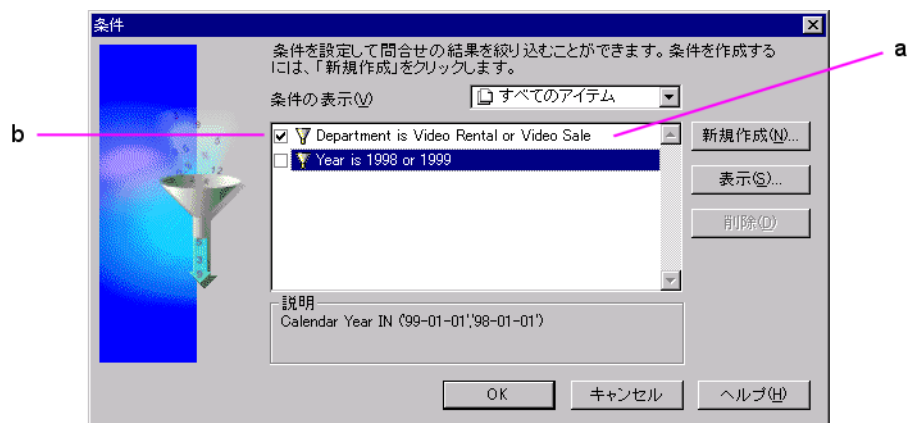 条件
条件を設定して問合せの結果を絞り込むことができます。条件を作成する
には、「新規作成」をクリックします。
a
条件の表示(V)
すべてのアイテム
b
Department is Video Rental or Video Sale
新規作成(N)...
Year is 1998 or 1999
表示(S)...
削除(D)
説明
Calendar Year IN ('99-01-01','98-01-01')
OK
キャンセル
ヘルプ(H)